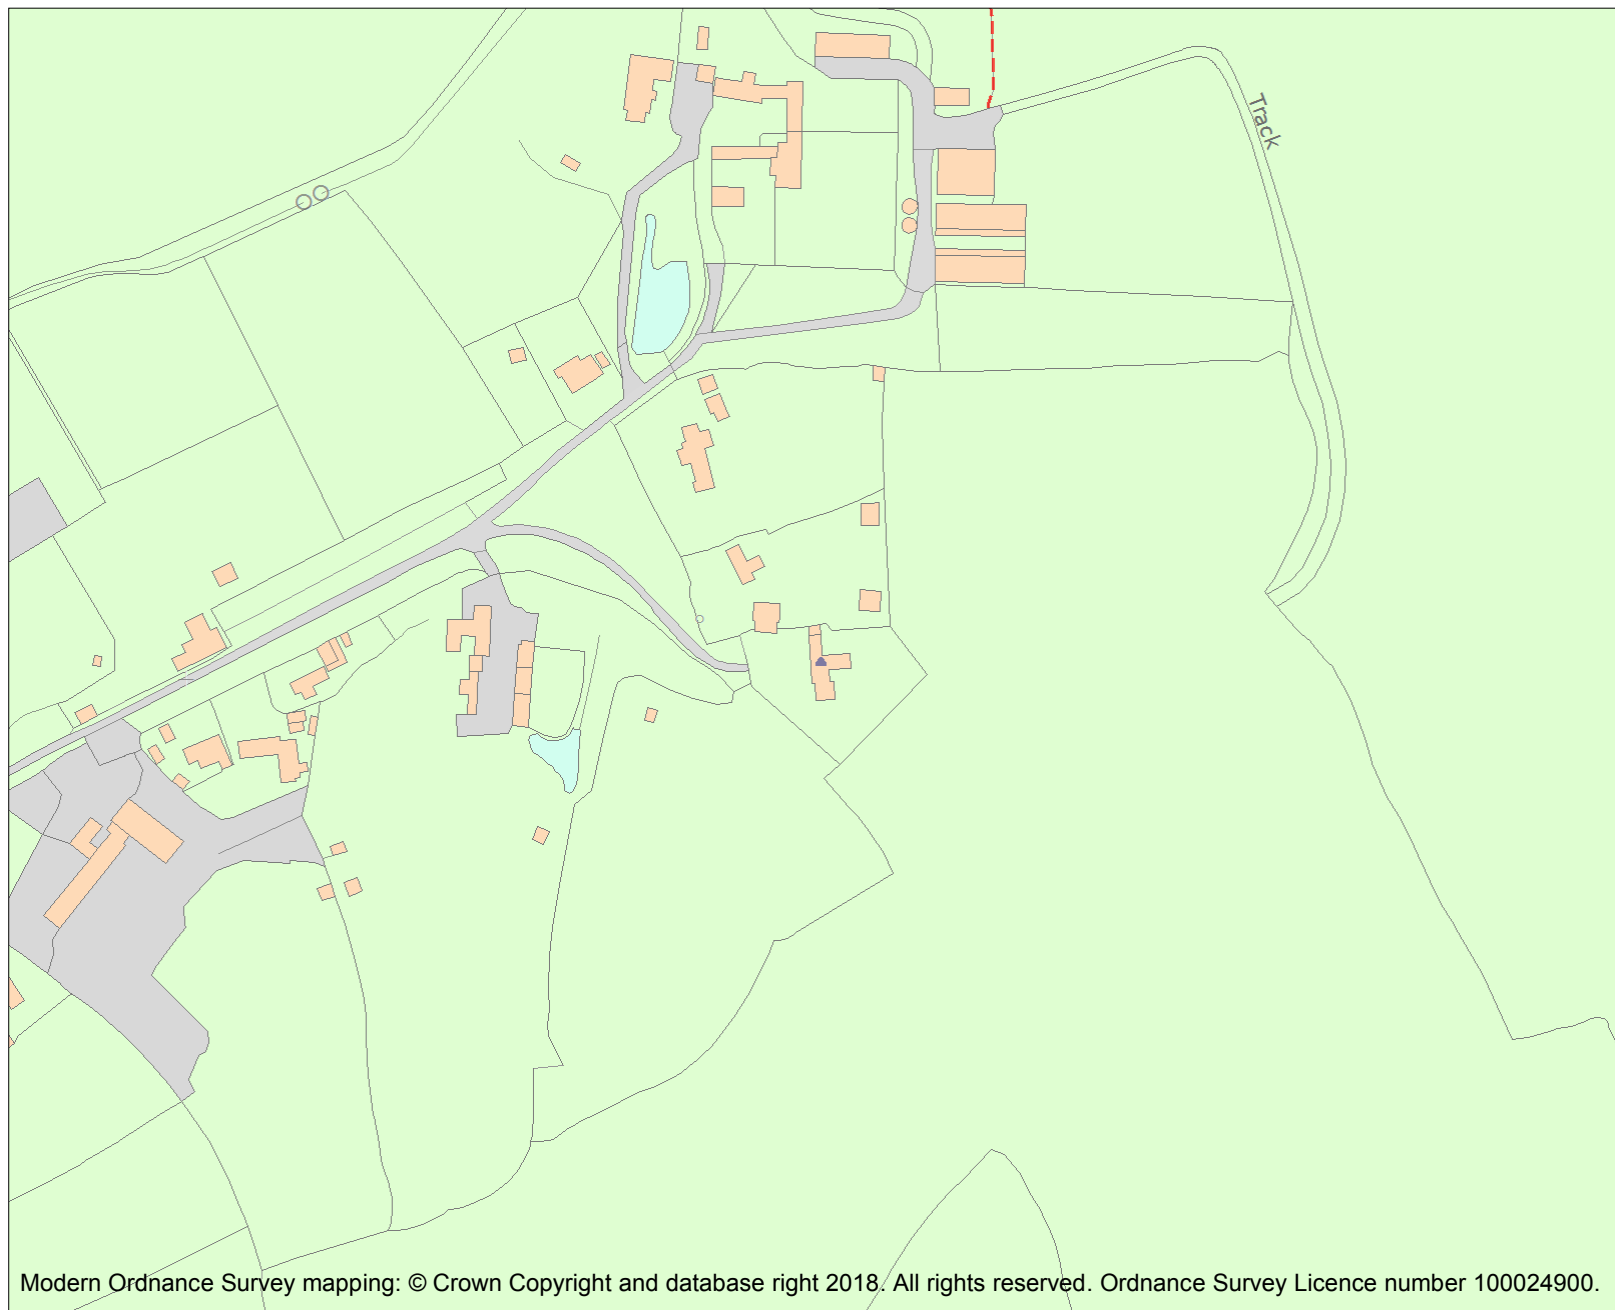 Track
Modern Ordnance Survey mapping: © Crown Copyright and database right 2018. All rights reserved. Ordnance Survey Licence number 100024900.